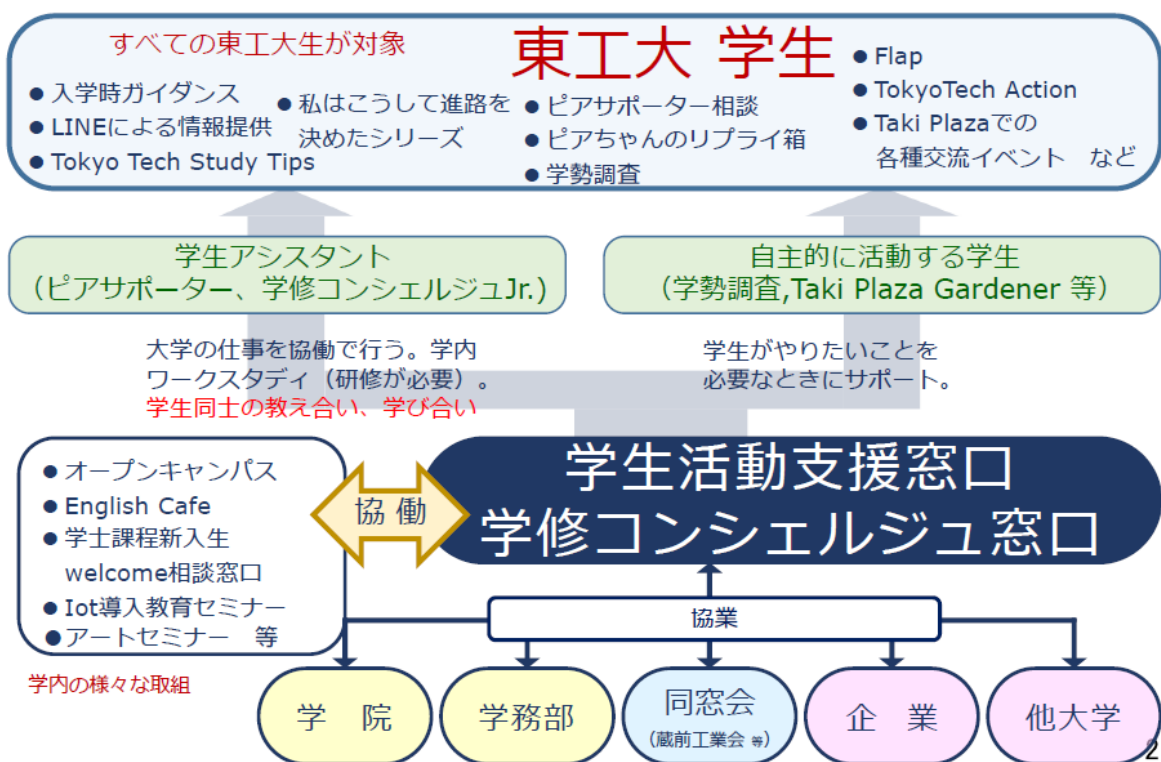 すべての東工大生が対象
東工大 学生
● 入学時ガイダンス
● LINEによる情報提供
● Tokyo Tech Study Tips
● 私はこうして進路を
決めたシリーズ
● ピアサポーター相談
● ピアちゃんのリプライ箱
● 学勢調査
● Flap
● TokyoTech Action
● Taki Plazaでの
各種交流イベント など
学生アシスタント
（ピアサポーター、学修コンシェルジュJr.）
自主的に活動する学生
（学勢調査,Taki Plaza Gardener 等）
大学の仕事を協働で行う。学内
ワークスタディ（研修が必要）。
学生同士の教え合い、学び合い
学生がやりたいことを
必要なときにサポート。
● オープンキャンパス
● English Cafe
● 学士課程新入生
welcome相談窓口
● Iot導入教育セミナー
● アートセミナー 等
協 働
学生活動支援窓口
学修コンシェルジュ窓口
協業
学内の様々な取組
学 院
学務部
同窓会
（蔵前工業会 等）
企 業
他大学
2